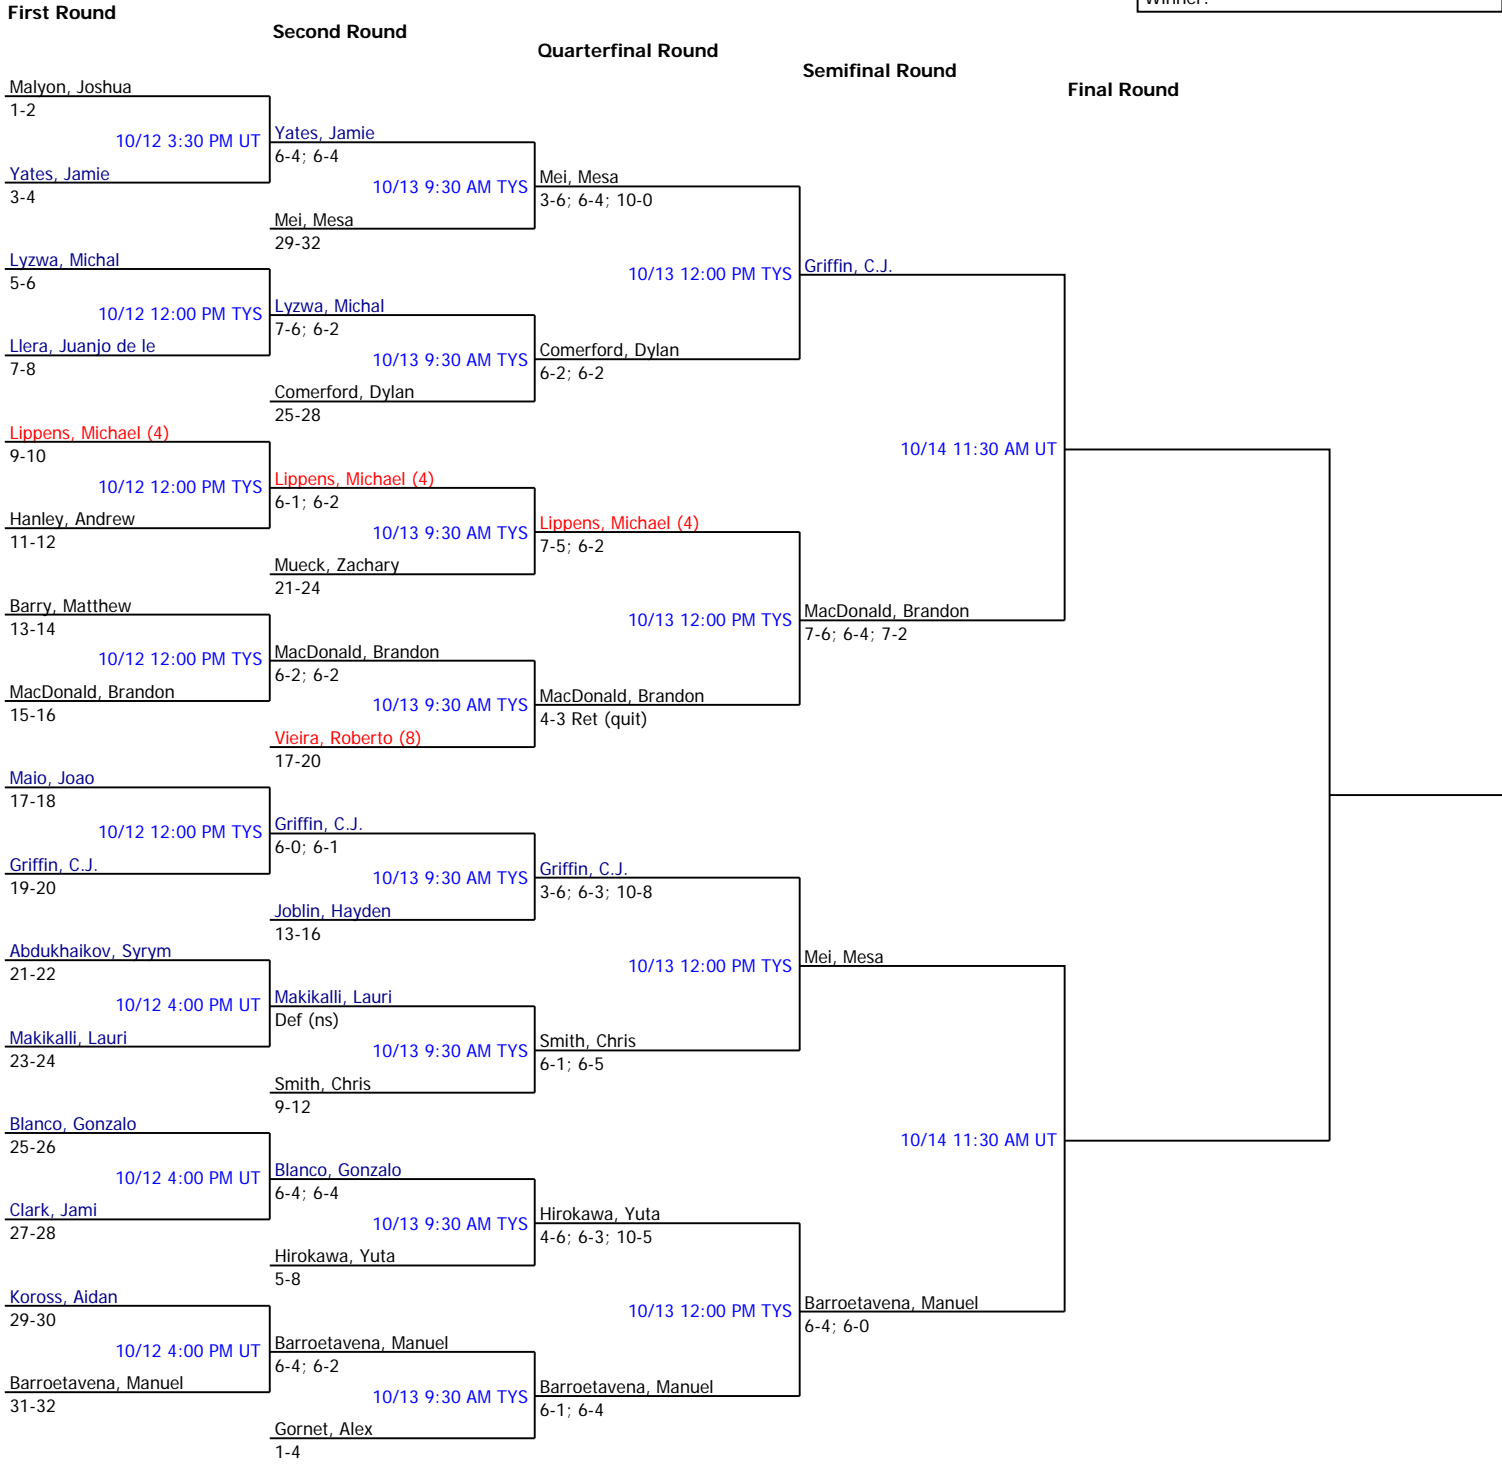 Winner:
First Round
Second Round
Quarterfinal Round
Semifinal Round
Final Round
Malyon, Joshua
1-2
10/12 3:30 PM UT
Yates, Jamie
6-4; 6-4
Yates, Jamie
3-4
10/13 9:30 AM TYS
Mei, Mesa
3-6; 6-4; 10-0
Mei, Mesa
29-32
Lyzwa, Michal
5-6
10/13 12:00 PM TYS
Griffin, C.J.
10/12 12:00 PM TYS
Lyzwa, Michal
7-6; 6-2
Llera, Juanjo de le
7-8
10/13 9:30 AM TYS
Comerford, Dylan
6-2; 6-2
Comerford, Dylan
25-28
Lippens, Michael (4)
9-10
10/14 11:30 AM UT
10/12 12:00 PM TYS
Lippens, Michael (4)
6-1; 6-2
Hanley, Andrew
11-12
10/13 9:30 AM TYS
Lippens, Michael (4)
7-5; 6-2
Mueck, Zachary
21-24
Barry, Matthew
13-14
10/13 12:00 PM TYS
MacDonald, Brandon
7-6; 6-4; 7-2
10/12 12:00 PM TYS
MacDonald, Brandon
6-2; 6-2
MacDonald, Brandon
15-16
10/13 9:30 AM TYS
MacDonald, Brandon
4-3 Ret (quit)
Vieira, Roberto (8)
17-20
Maio, Joao
17-18
10/12 12:00 PM TYS
Griffin, C.J.
6-0; 6-1
Griffin, C.J.
19-20
10/13 9:30 AM TYS
Griffin, C.J.
3-6; 6-3; 10-8
Joblin, Hayden
13-16
Abdukhaikov, Syrym
21-22
10/13 12:00 PM TYS
Mei, Mesa
10/12 4:00 PM UT
Makikalli, Lauri
Def (ns)
Makikalli, Lauri
23-24
10/13 9:30 AM TYS
Smith, Chris
6-1; 6-5
Smith, Chris
9-12
Blanco, Gonzalo
25-26
10/14 11:30 AM UT
10/12 4:00 PM UT
Blanco, Gonzalo
6-4; 6-4
Clark, Jami
27-28
10/13 9:30 AM TYS
Hirokawa, Yuta
4-6; 6-3; 10-5
Hirokawa, Yuta
5-8
Koross, Aidan
29-30
10/13 12:00 PM TYS
Barroetavena, Manuel
6-4; 6-0
10/12 4:00 PM UT
Barroetavena, Manuel
6-4; 6-2
Barroetavena, Manuel
31-32
10/13 9:30 AM TYS
Barroetavena, Manuel
6-1; 6-4
Gornet, Alex
1-4